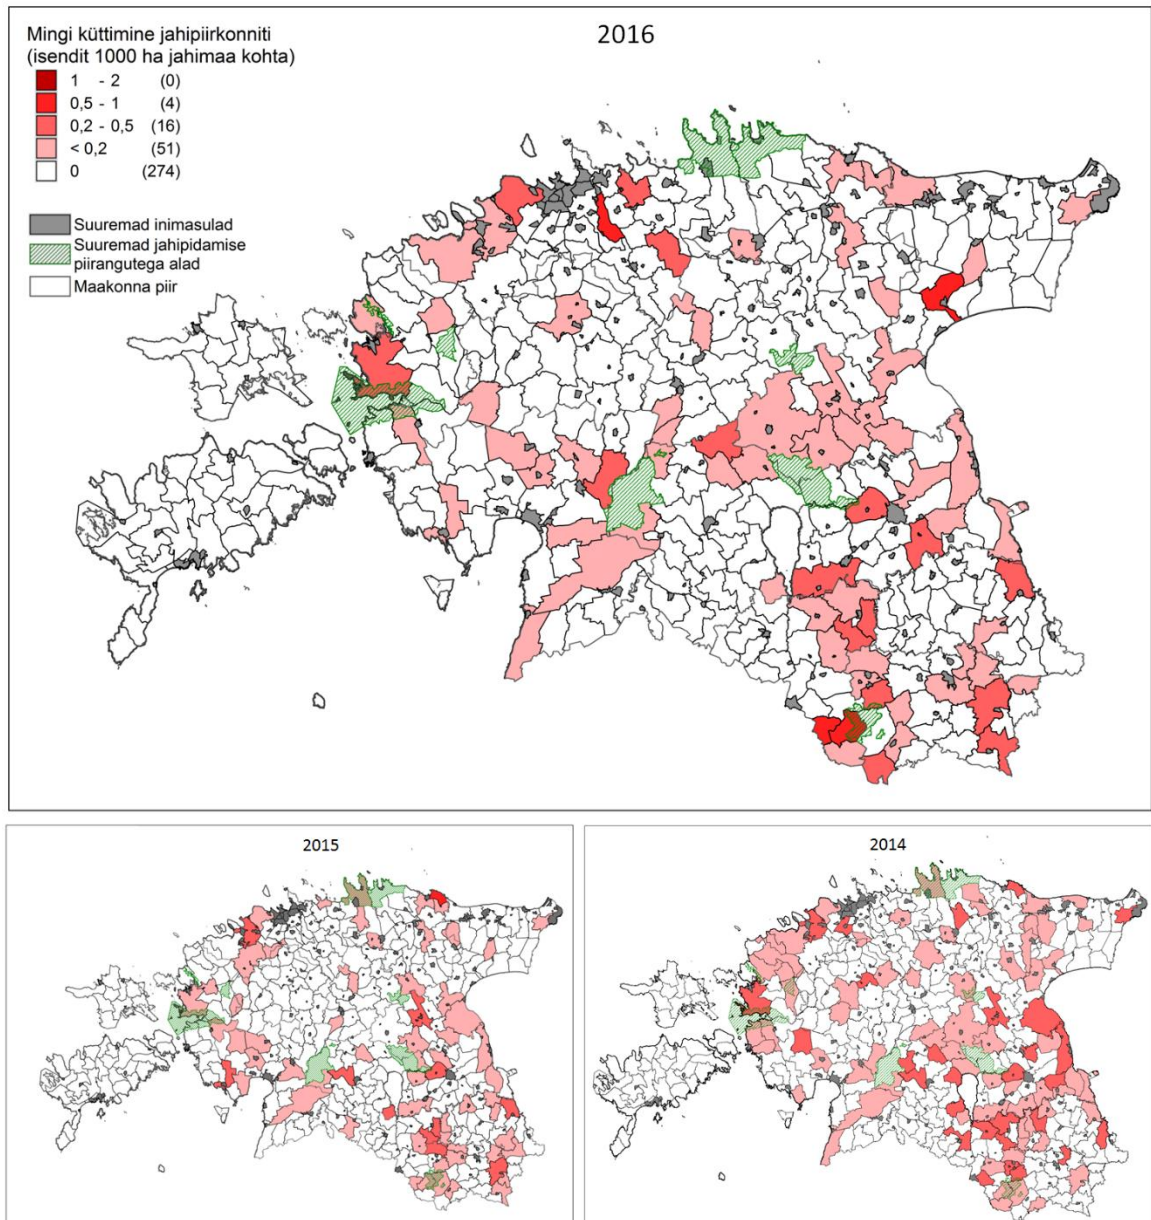 Mingi küttimine jahipiirkonniti
(isendit 1000 ha jahimaa kohta)
1 - 2 (0)
0,5 - 1 (4)
0,2 - 0,5 (16)
< 0,2 (51)
0 (274)
Suuremad inimasulad
Suuremad jahipidamise
piirangutega alad
Maakonna piir
2016
2015
2014